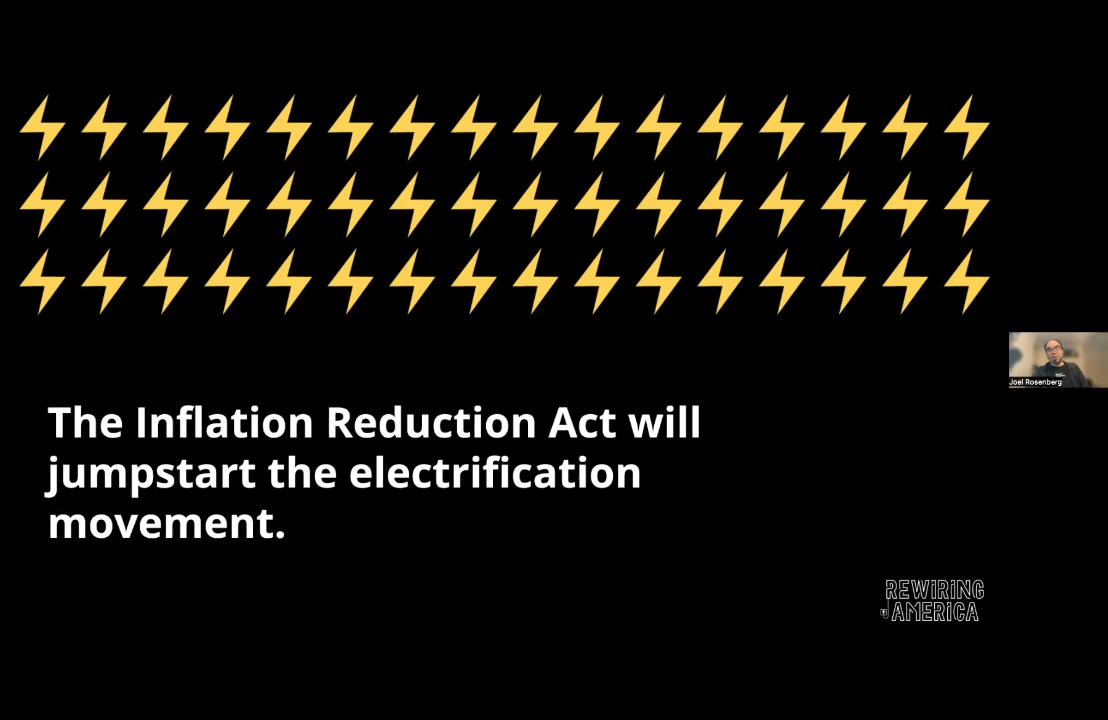 Joel Rosenberg
The Inflation Reduction Act will
jumpstart the electrification
movement.
REWIRING
AMERICA